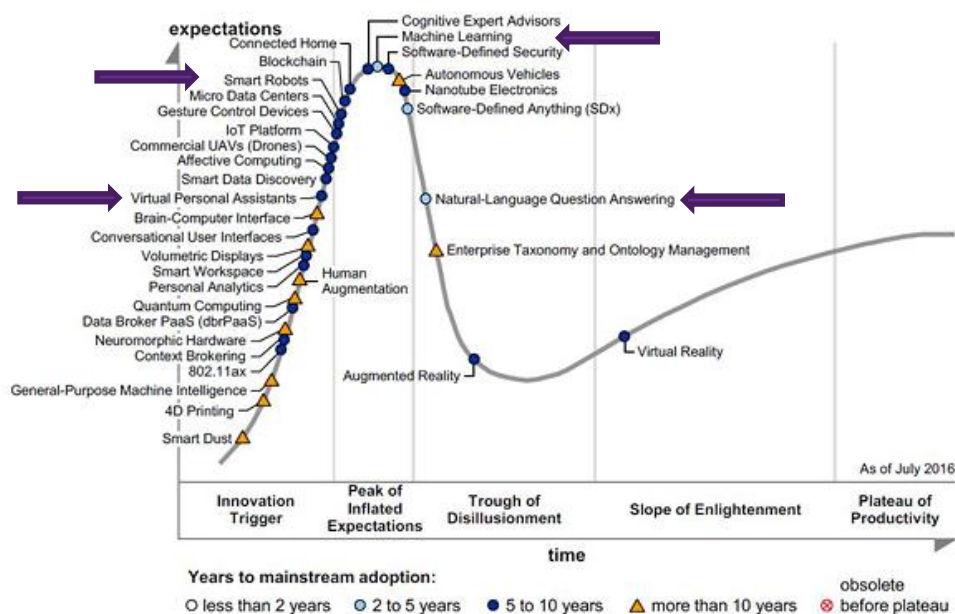 expectations
Cognitive Expert Advisors
Machine Learning
Software-Defined Security
Connected Home
Blockchain
Smart Robots
Micro Data Centers
Gesture Control Devices
IoT Platform
Commercial UAVs (Drones)
Affective Computing
Smart Data Discovery
Virtual Personal Assistants
Brain-Computer Interface
Conversational User Interfaces
Volumetric Displays
Smart Workspace
Personal Analytics
Quantum Computing
Data Broker PaaS (dbrPaaS)
Neuromorphic Hardware
Context Brokering
802.11ax
General-Purpose Machine Intelligence
4D Printing
Smart Dust
Human
Augmentation
Autonomous Vehicles
Nanotube Electronics
Software-Defined Anything (SDx)
Natural-Language Question Answering
Enterprise Taxonomy and Ontology Management
Augmented Reality
Virtual Reality
As of July 2016
Innovation
Trigger
Peak of
Inflated
Expectations
Trough of
Disillusionment
Slope of Enlightenment
Plateau of
Productivity
time
Years to mainstream adoption:
less than 2 years
2 to 5 years
5 to 10 years
more than 10 years
obsolete
before plateau